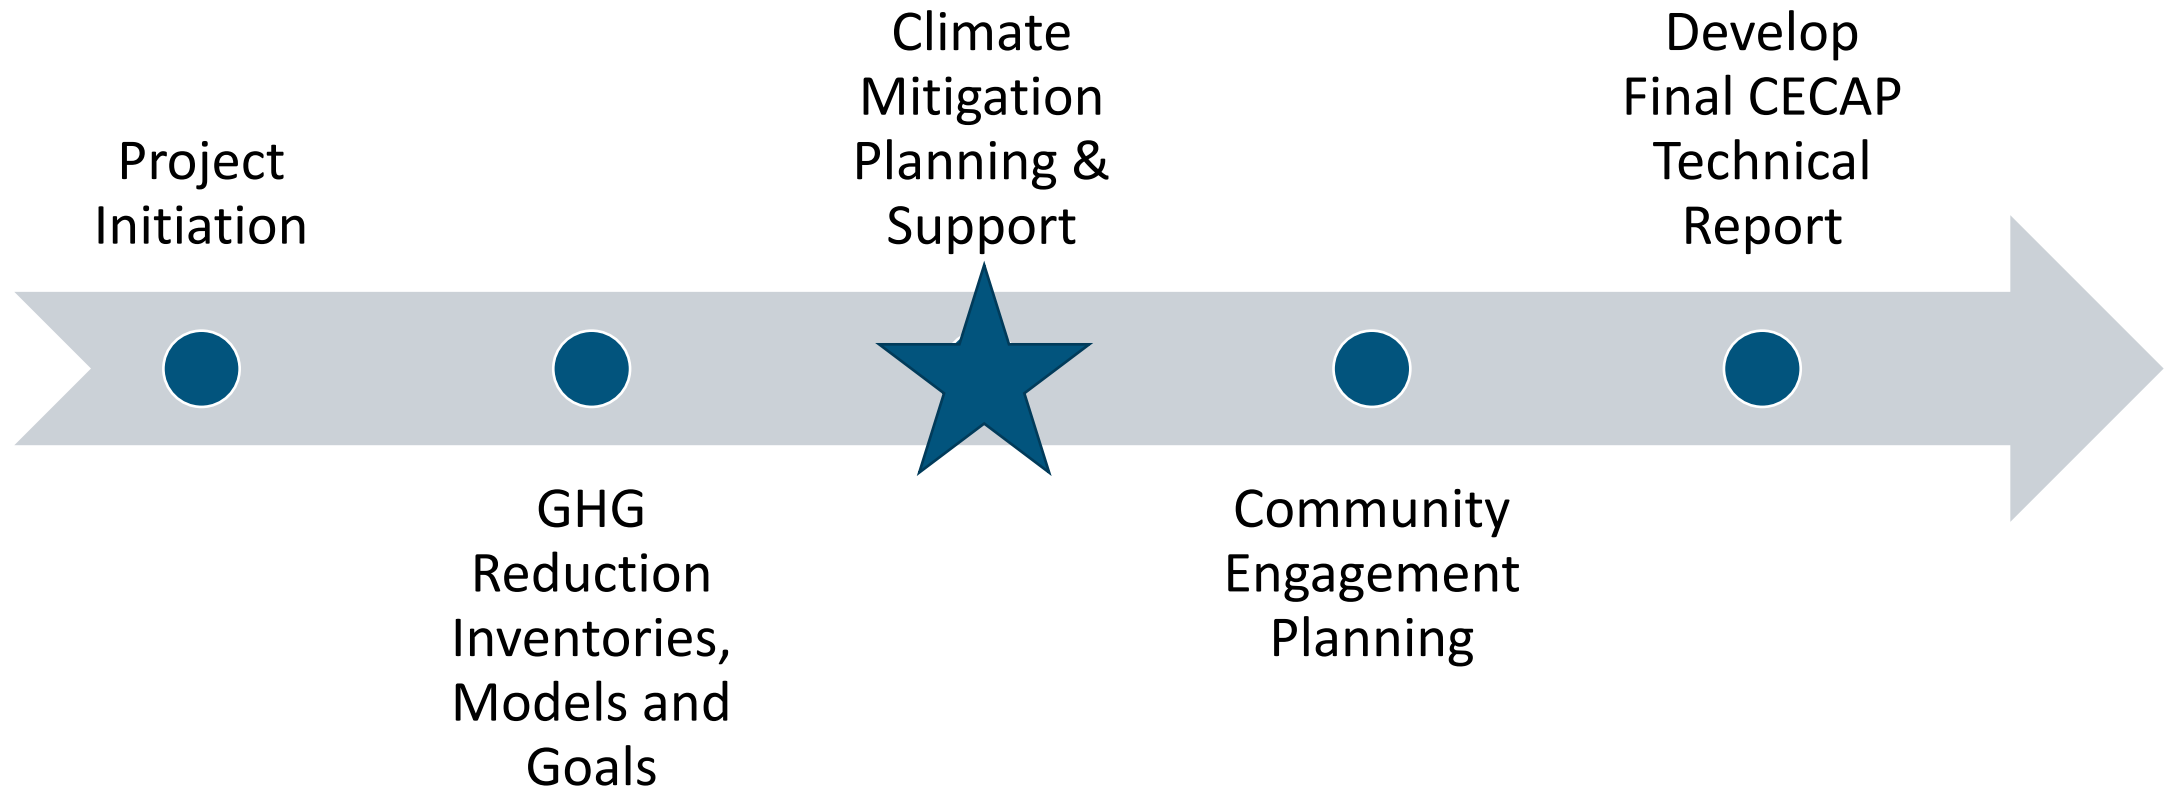 Project
Initiation
GHG
Reduction
Inventories,
Models and
Goals
Climate
Mitigation
Planning &
Support
Community
Engagement
Planning
Develop
Final CECAP
Technical
Report